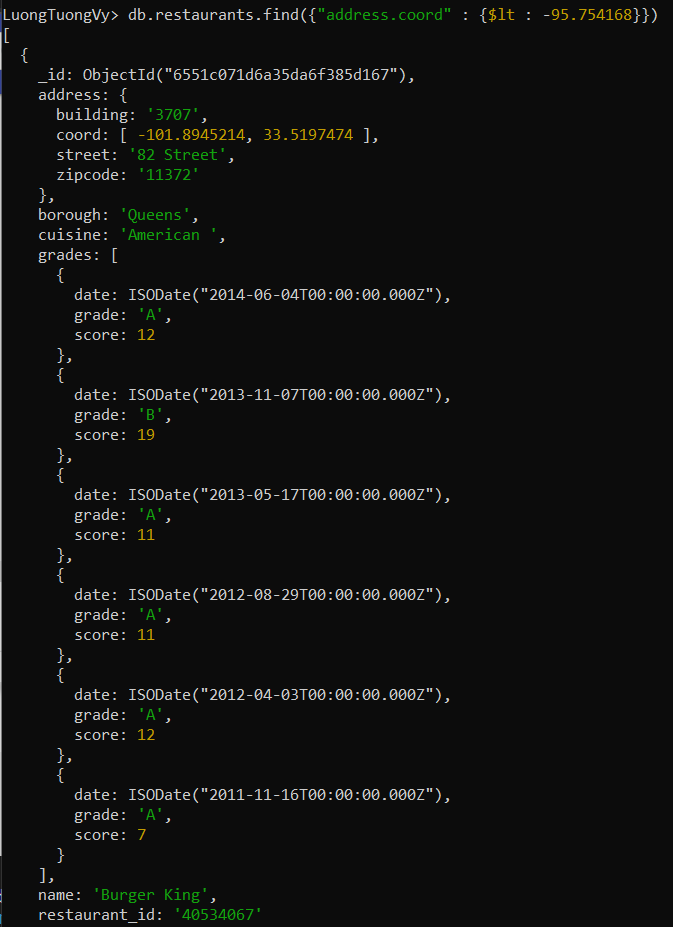 LuongTuongVy> db.restaurants.find({"address.coord" : {$lt : -95.754168}})
[
  {
    _id: ObjectId("6551c071d6a35da6f385d167"),
    address: {
      building: '3707',
      coord: [ -101.8945214, 33.5197474 ],
      street: '82 Street',
      zipcode: '11372'
    },
    borough: 'Queens',
    cuisine: 'American ',
    grades: [
      {
        date: ISODate("2014-06-04T00:00:00.000Z"),
        grade: 'A',
        score: 12
      },
      {
        date: ISODate("2013-11-07T00:00:00.000Z"),
        grade: 'B',
        score: 19
      },
      {
        date: ISODate("2013-05-17T00:00:00.000Z"),
        grade: 'A',
        score: 11
      },
      {
        date: ISODate("2012-08-29T00:00:00.000Z"),
        grade: 'A',
        score: 11
      },
      {
        date: ISODate("2012-04-03T00:00:00.000Z"),
        grade: 'A',
        score: 12
      },
      {
        date: ISODate("2011-11-16T00:00:00.000Z"),
        grade: 'A',
        score: 7
      }
    ],
    name: 'Burger King',
    restaurant_id: '40534067'